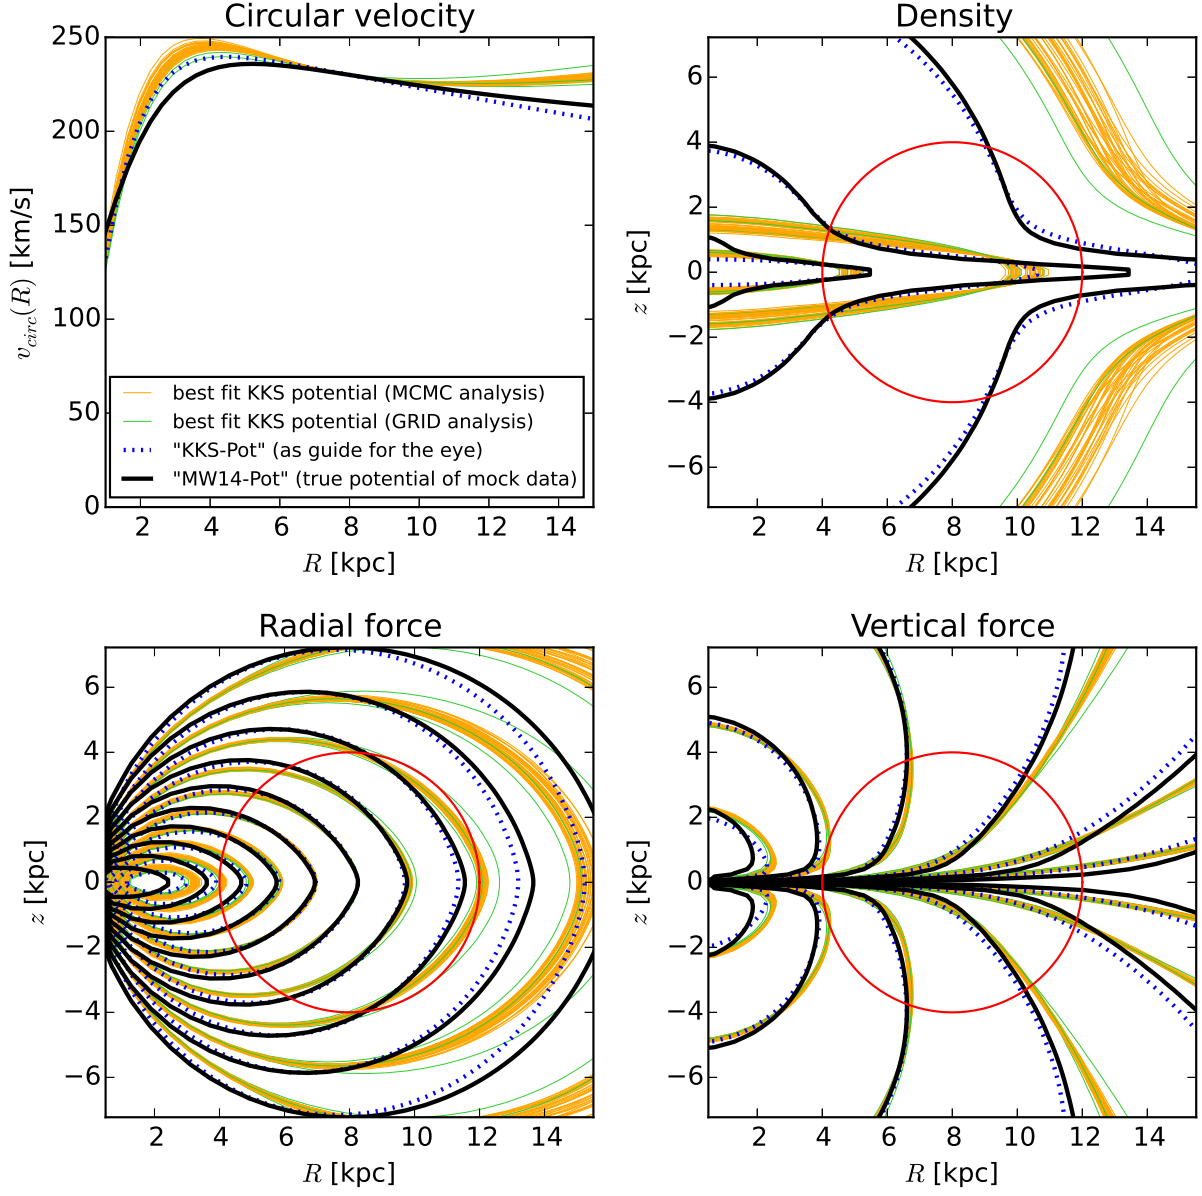 Circular velocity
250
200
150
100
50
0
2 4 6 8 10 12 14
R [kpc]
v_circ(R) [km/s]
best fit KKS potential (MCMC analysis)
best fit KKS potential (GRID analysis)
"KKS-Pot" (as guide for the eye)
"MW14-Pot" (true potential of mock data)
Density
6
4
2
0
−2
−4
−6
2 4 6 8 10 12 14
R [kpc]
z [kpc]
Radial force
6
4
2
0
−2
−4
−6
2 4 6 8 10 12 14
R [kpc]
z [kpc]
Vertical force
6
4
2
0
−2
−4
−6
2 4 6 8 10 12 14
R [kpc]
z [kpc]